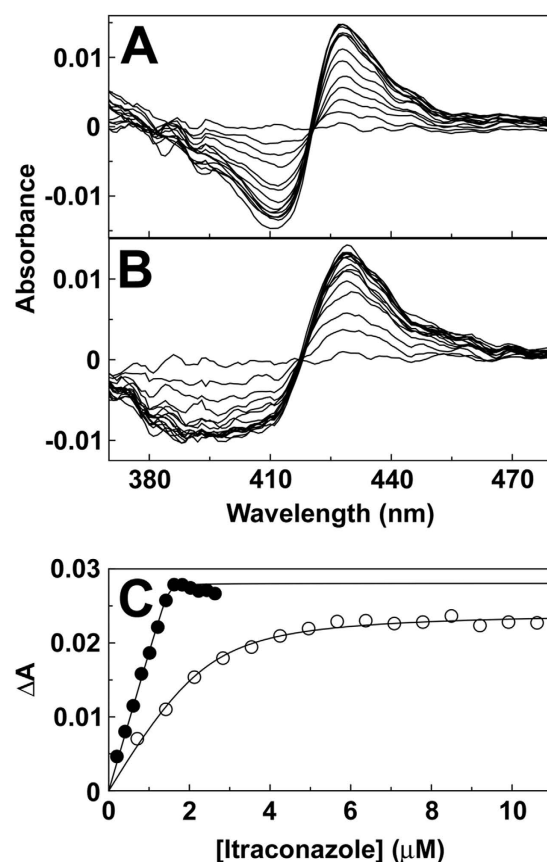 A
0.01
0
-0.01
Absorbance
B
0.01
0
-0.01
380 410 440 470
Wavelength (nm)
C
0.03
0.02
0.01
0
ΔA
0 2 4 6 8 10
[Itraconazole] (μM)